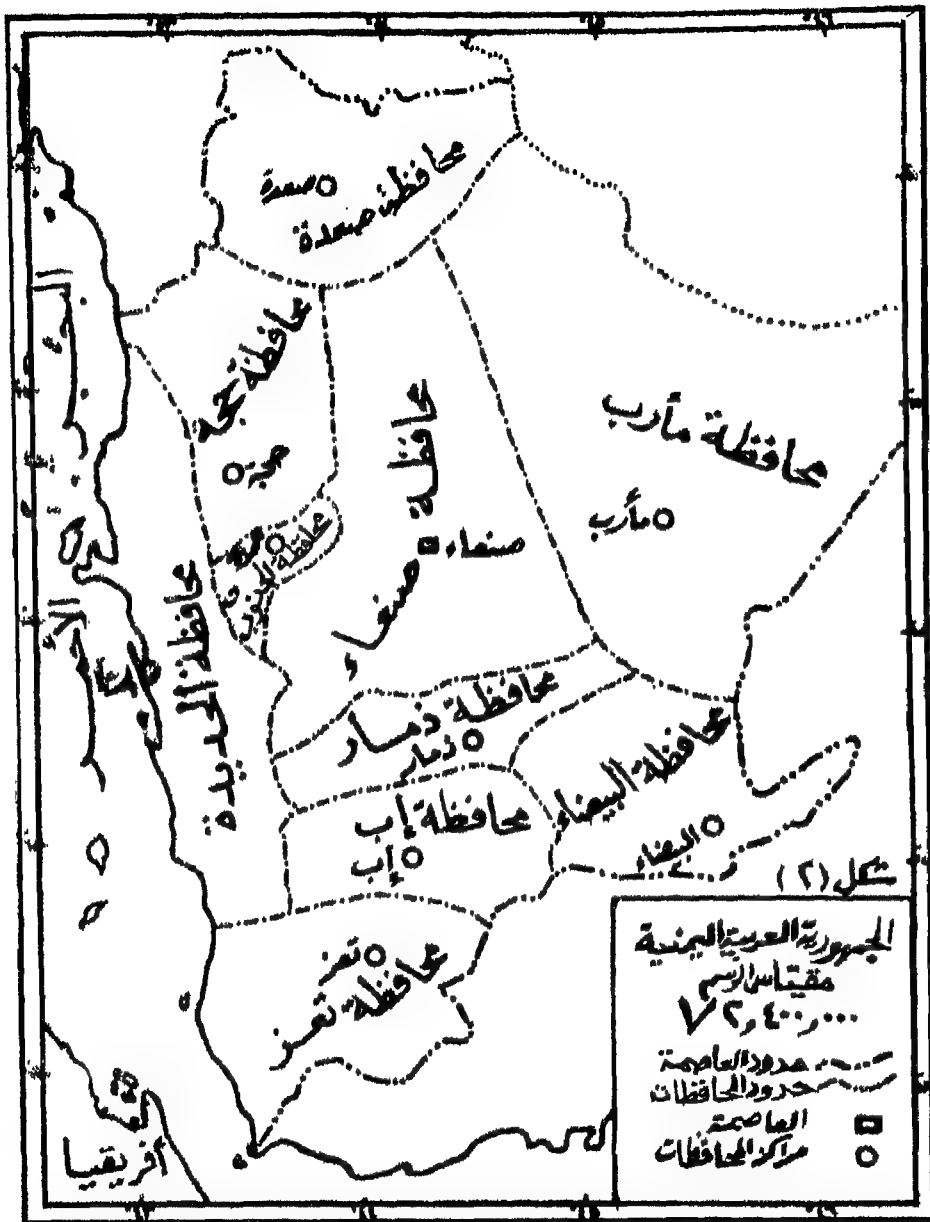 صعدة
محافظة صعدة
محافظة حجة
حجة
محافظة صنعاء
صنعاء
محافظة مأرب
مأرب
محافظة
محافظة الحديدة
محافظة ذمار
ذمار
محافظة البيضاء
البيضاء
محافظة إب
إب
تعز
محافظة تعز
أفريقيا
شكل (٢)
الجمهورية العربية اليمنية
مقياس الرسم
١/٢٫٤٠٠٫٠٠٠
حدود العاصمة
حدود المحافظات
العاصمة
مراكز المحافظات